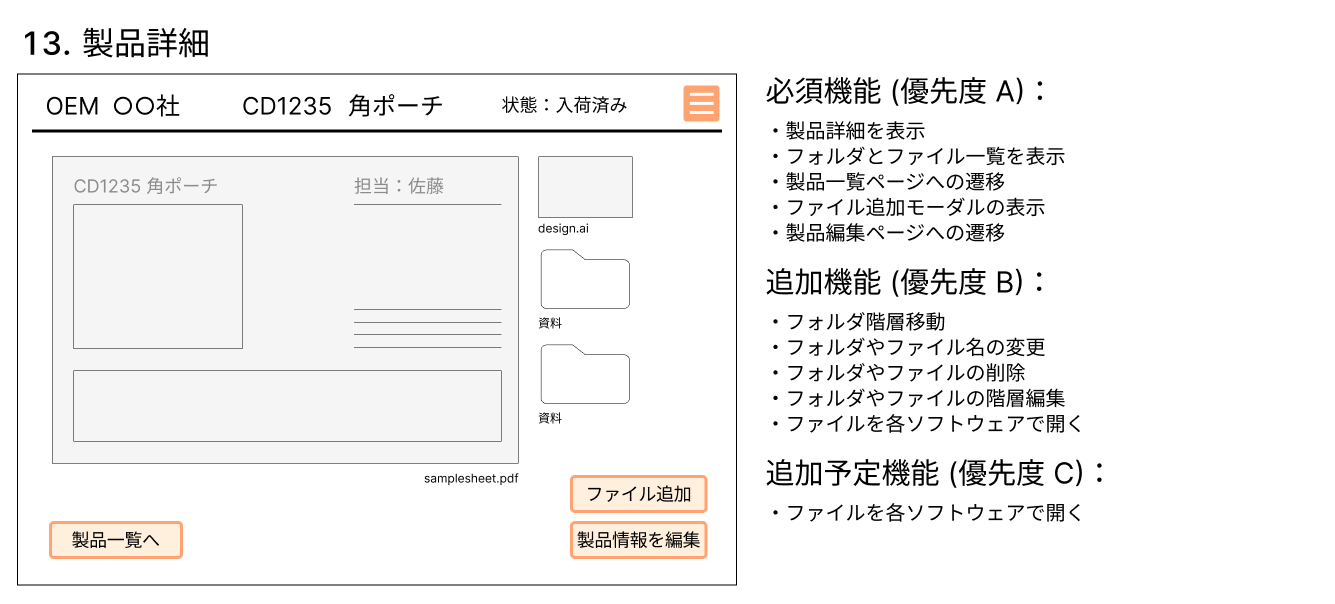 13. 製品詳細
OEM 〇〇社 CD1235 角ポーチ 状態：入荷済み
CD1235 角ポーチ 担当：佐藤
design.ai
資料
資料
samplesheet.pdf
ファイル追加
製品一覧へ
製品情報を編集
必須機能 (優先度 A)：
・製品詳細を表示
・フォルダとファイル一覧を表示
・製品一覧ページへの遷移
・ファイル追加モーダルの表示
・製品編集ページへの遷移
追加機能 (優先度 B)：
・フォルダ階層移動
・フォルダやファイル名の変更
・フォルダやファイルの削除
・フォルダやファイルの階層編集
・ファイルを各ソフトウェアで開く
追加予定機能 (優先度 C)：
・ファイルを各ソフトウェアで開く